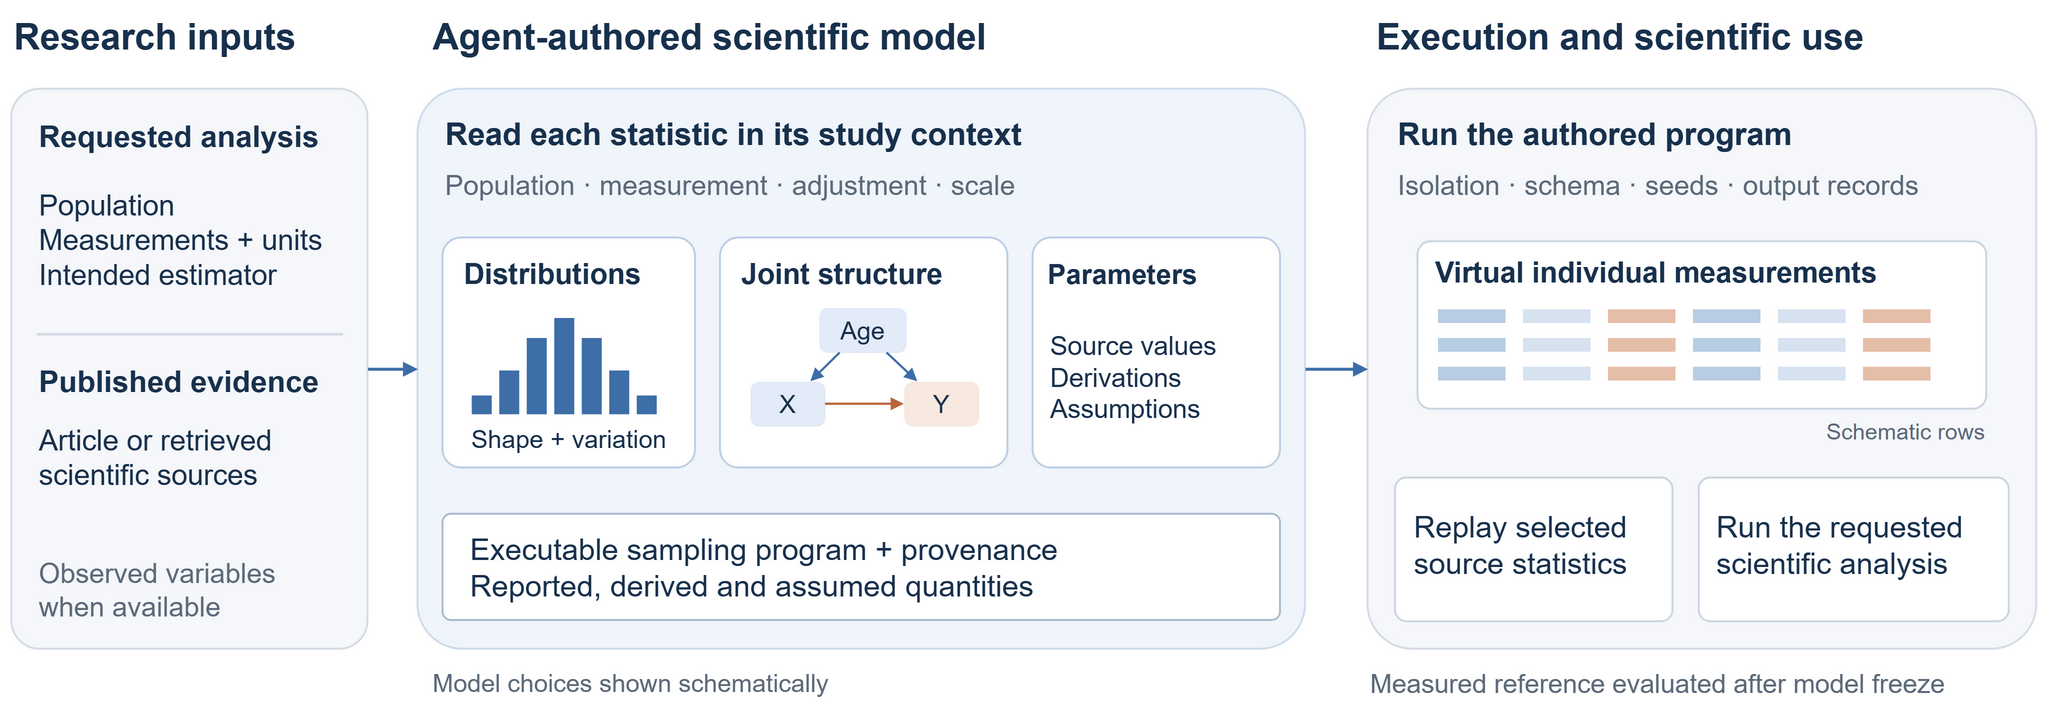 Research inputs
Requested analysis
Population
Measurements + units
Intended estimator
Published evidence
Article or retrieved
scientific sources
Observed variables
when available
Agent-authored scientific model
Read each statistic in its study context
Population · measurement · adjustment · scale
Distributions
Shape + variation
Joint structure
Age
X
Y
Parameters
Source values
Derivations
Assumptions
Executable sampling program + provenance
Reported, derived and assumed quantities
Model choices shown schematically
Execution and scientific use
Run the authored program
Isolation · schema · seeds · output records
Virtual individual measurements
Schematic rows
Replay selected
source statistics
Run the requested
scientific analysis
Measured reference evaluated after model freeze